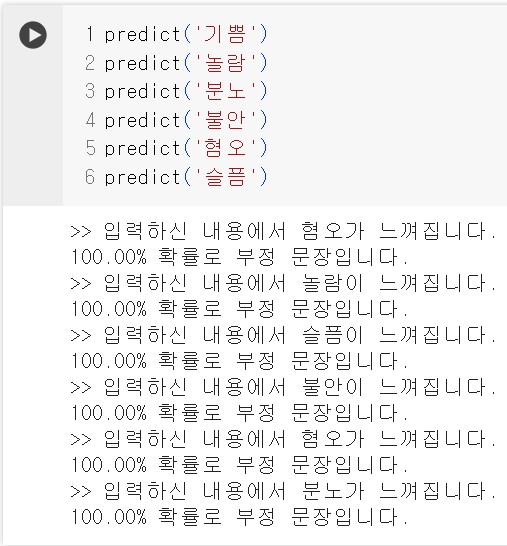 1 predict('기쁨')
2 predict('놀람')
3 predict('분노')
4 predict('불안')
5 predict('혐오')
6 predict('슬픔')
>> 입력하신 내용에서 혐오가 느껴집니다.
100.00% 확률로 부정 문장입니다.
>> 입력하신 내용에서 놀람이 느껴집니다.
100.00% 확률로 부정 문장입니다.
>> 입력하신 내용에서 슬픔이 느껴집니다.
100.00% 확률로 부정 문장입니다.
>> 입력하신 내용에서 불안이 느껴집니다.
100.00% 확률로 부정 문장입니다.
>> 입력하신 내용에서 혐오가 느껴집니다.
100.00% 확률로 부정 문장입니다.
>> 입력하신 내용에서 분노가 느껴집니다.
100.00% 확률로 부정 문장입니다.